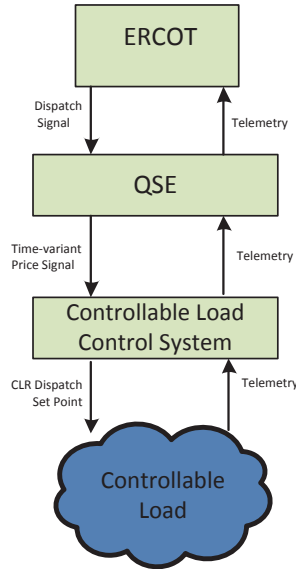 ERCOT
Dispatch
Signal
Telemetry
QSE
Time-variant
Price Signal
Telemetry
Controllable Load
Control System
CLR Dispatch
Set Point
Telemetry
Controllable
Load